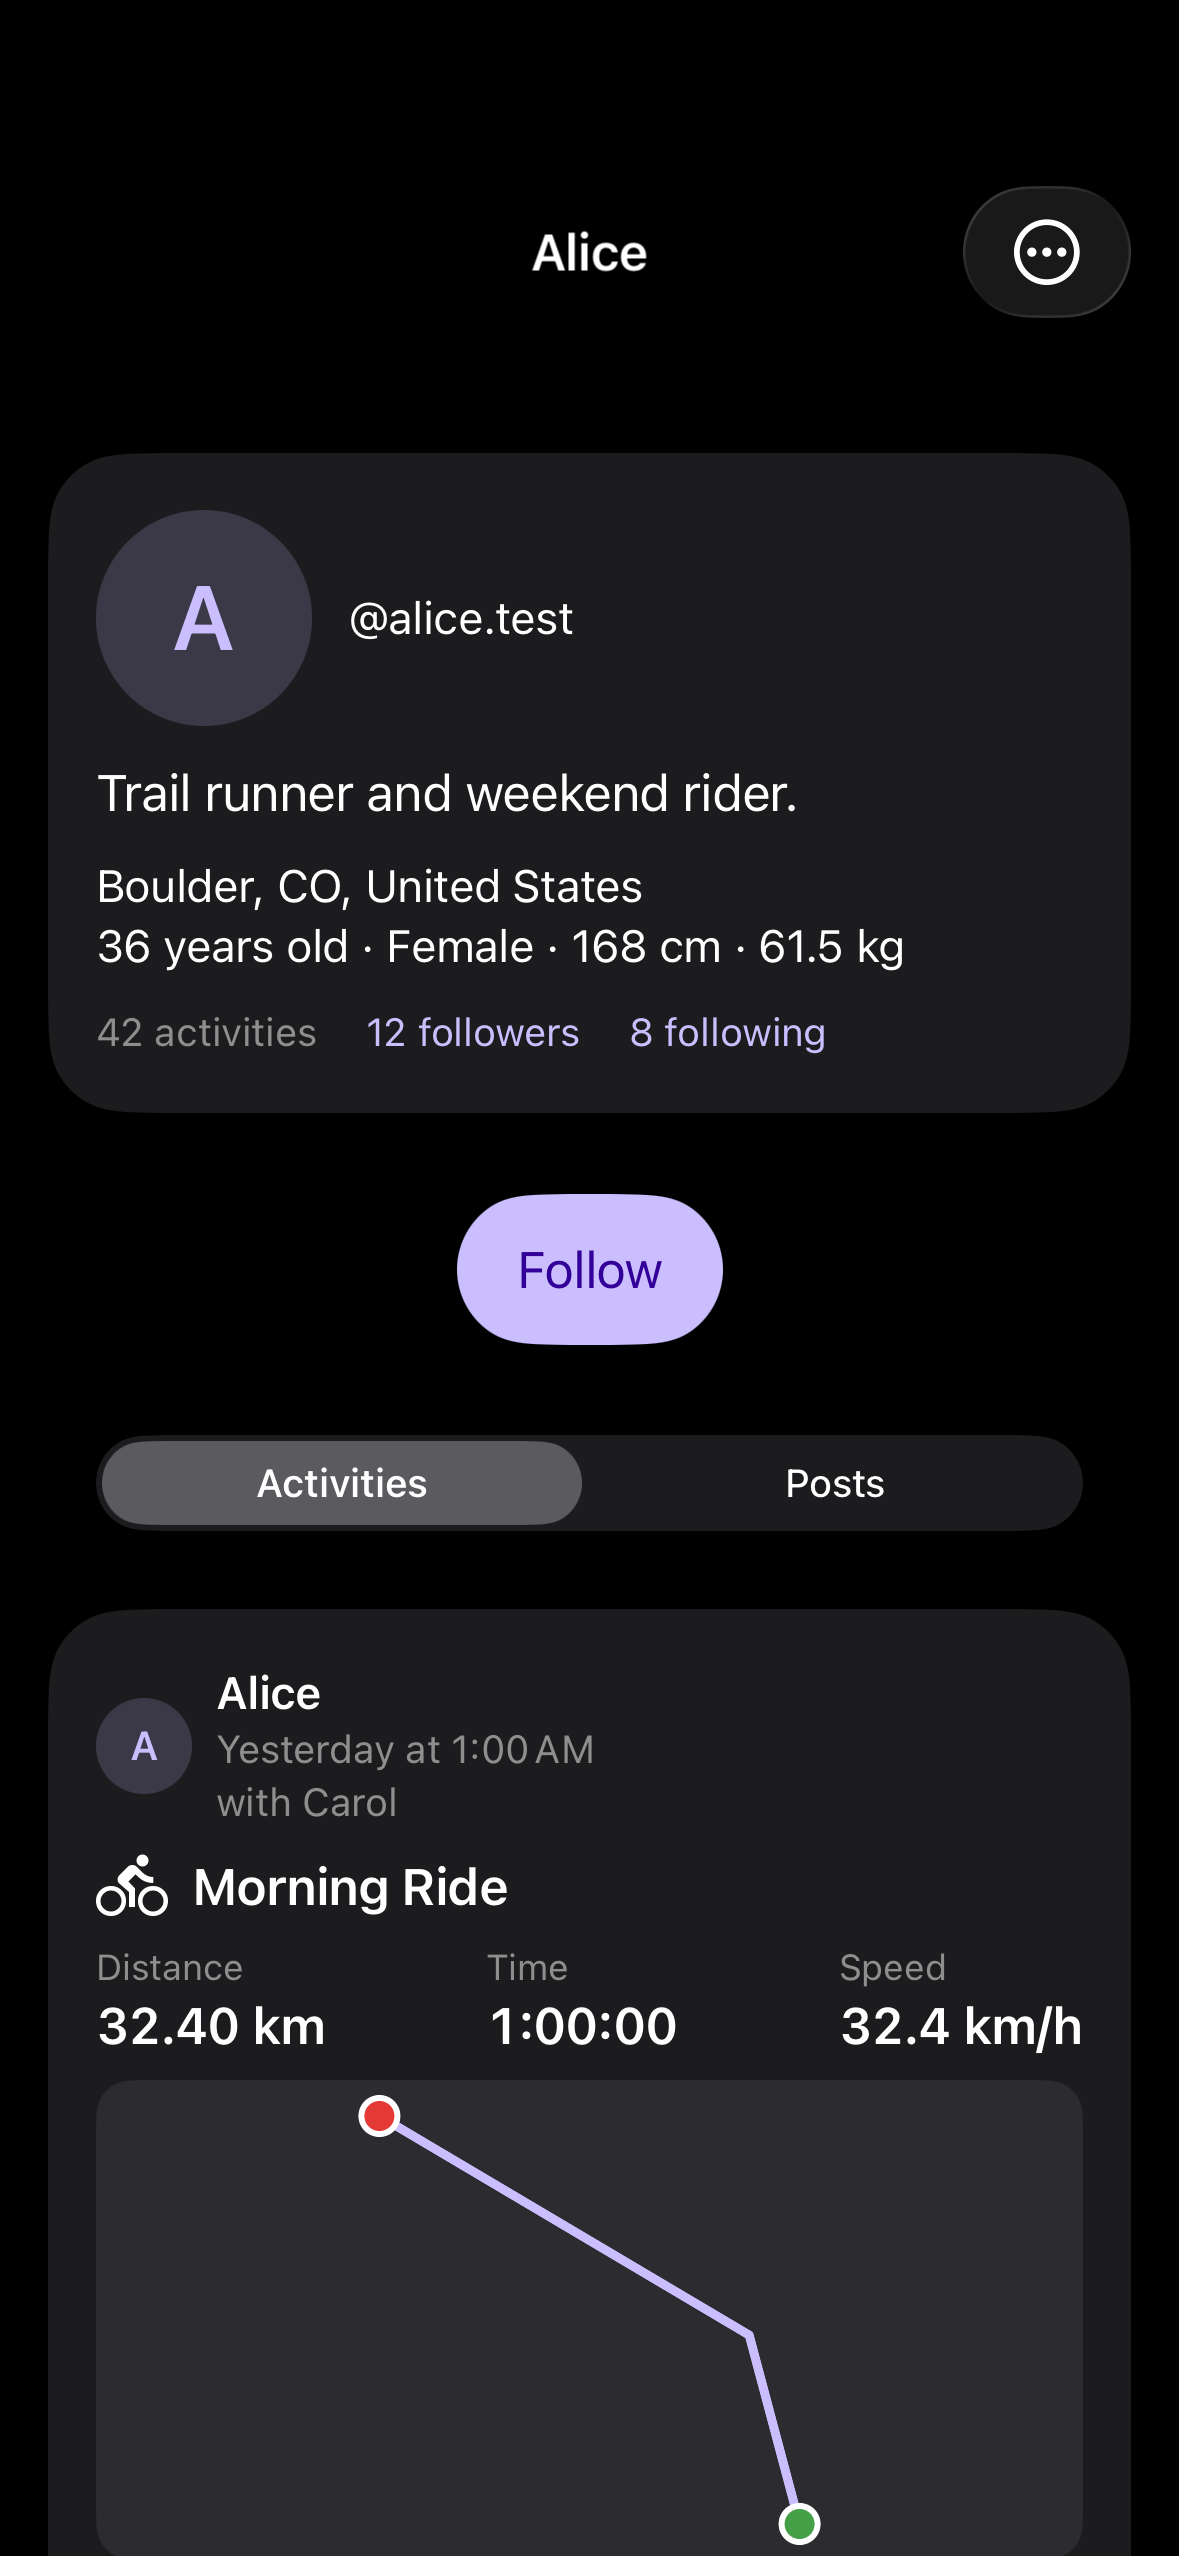 Alice
A
@alice.test
Trail runner and weekend rider.
Boulder, CO, United States
36 years old · Female · 168 cm · 61.5 kg
42 activities 12 followers 8 following
Follow
Activities Posts
A
Alice
Yesterday at 1:00 AM
with Carol
Morning Ride
Distance Time Speed
32.40 km 1:00:00 32.4 km/h